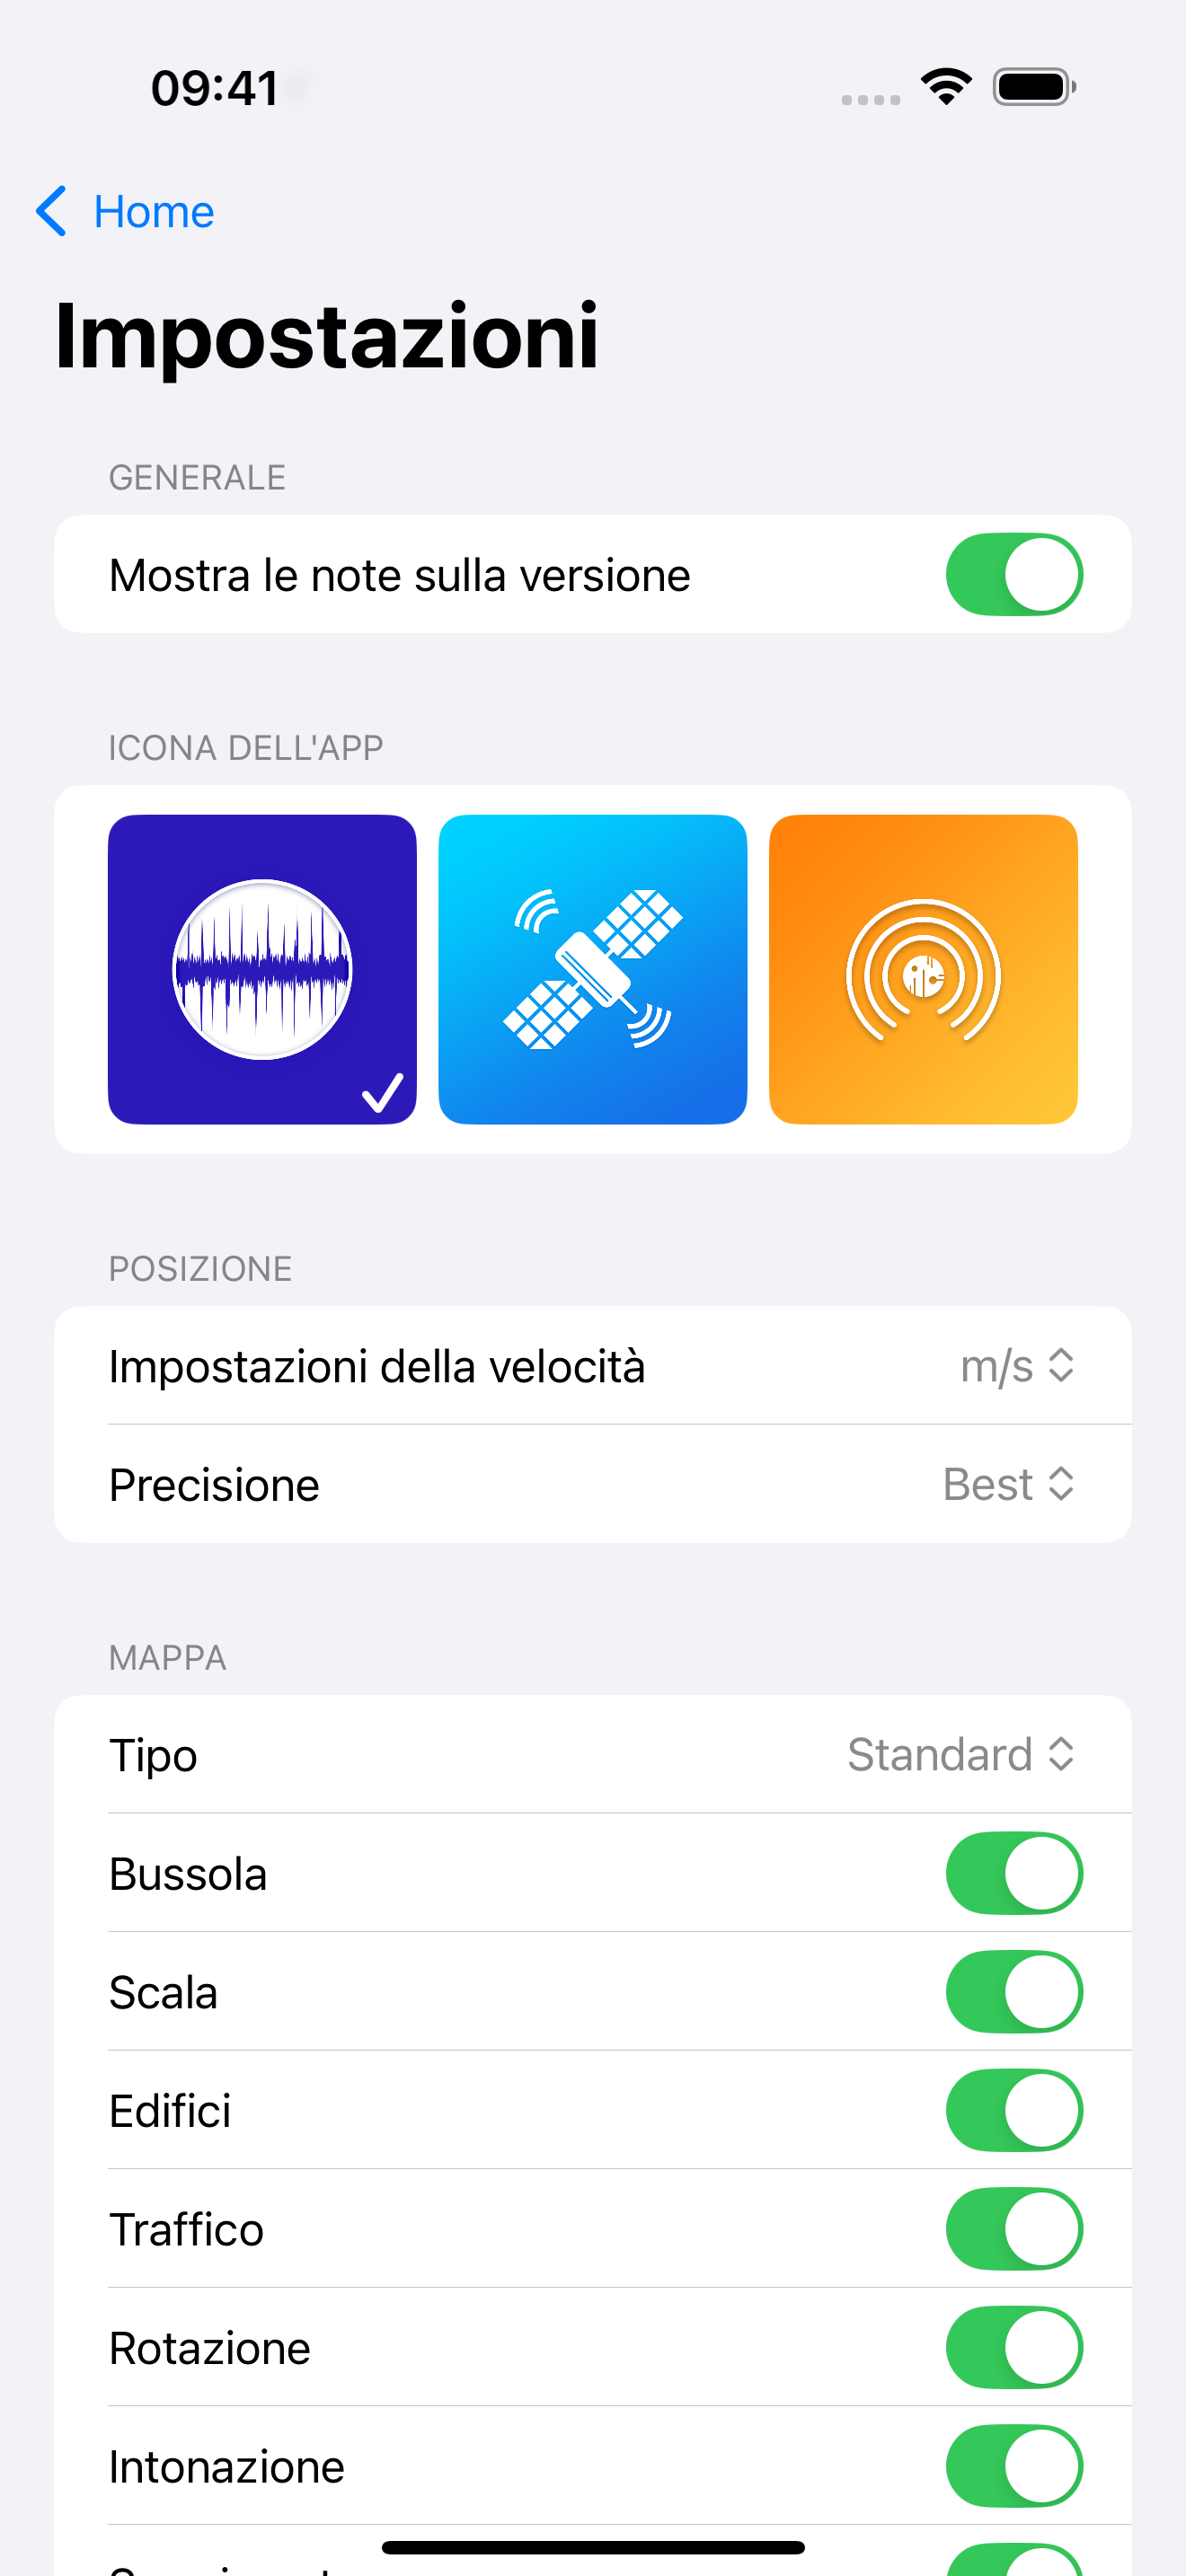 09:41
Home
Impostazioni
GENERALE
Mostra le note sulla versione
ICONA DELL'APP
POSIZIONE
Impostazioni della velocità m/s
Precisione Best
MAPPA
Tipo Standard
Bussola
Scala
Edifici
Traffico
Rotazione
Intonazione